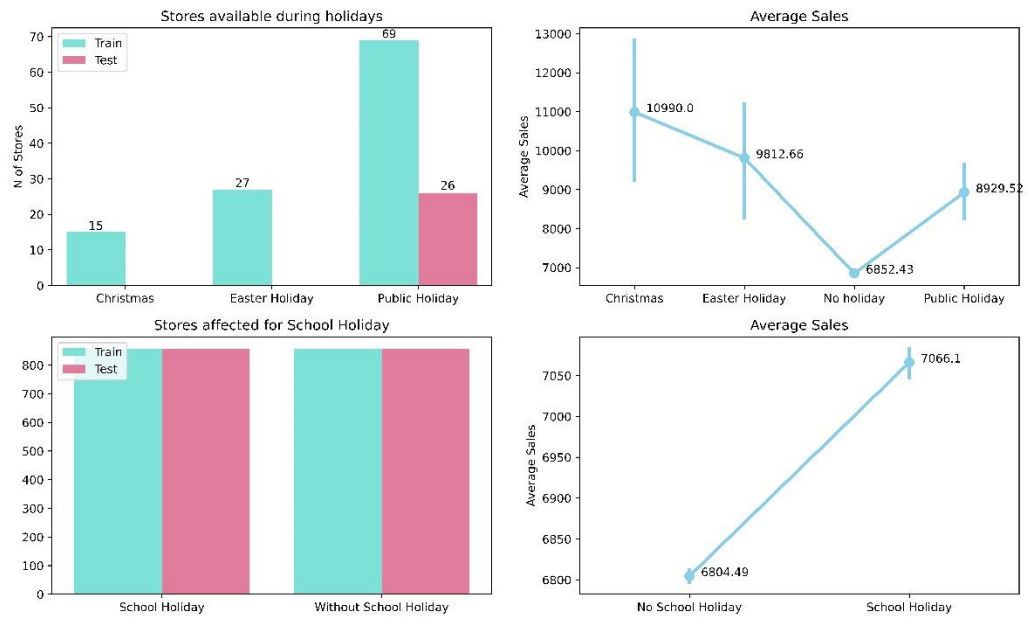 Stores available during holidays
Train
Test
N of Stores
70
60
50
40
30
20
10
0
15
27
69
26
Christmas
Easter Holiday
Public Holiday
Average Sales
Average Sales
13000
12000
11000
10000
9000
8000
7000
10990.0
9812.66
6852.43
8929.52
Christmas
Easter Holiday
No holiday
Public Holiday
Stores affected for School Holiday
Train
Test
800
700
600
500
400
300
200
100
0
School Holiday
Without School Holiday
Average Sales
Average Sales
7050
7000
6950
6900
6850
6800
6804.49
7066.1
No School Holiday
School Holiday